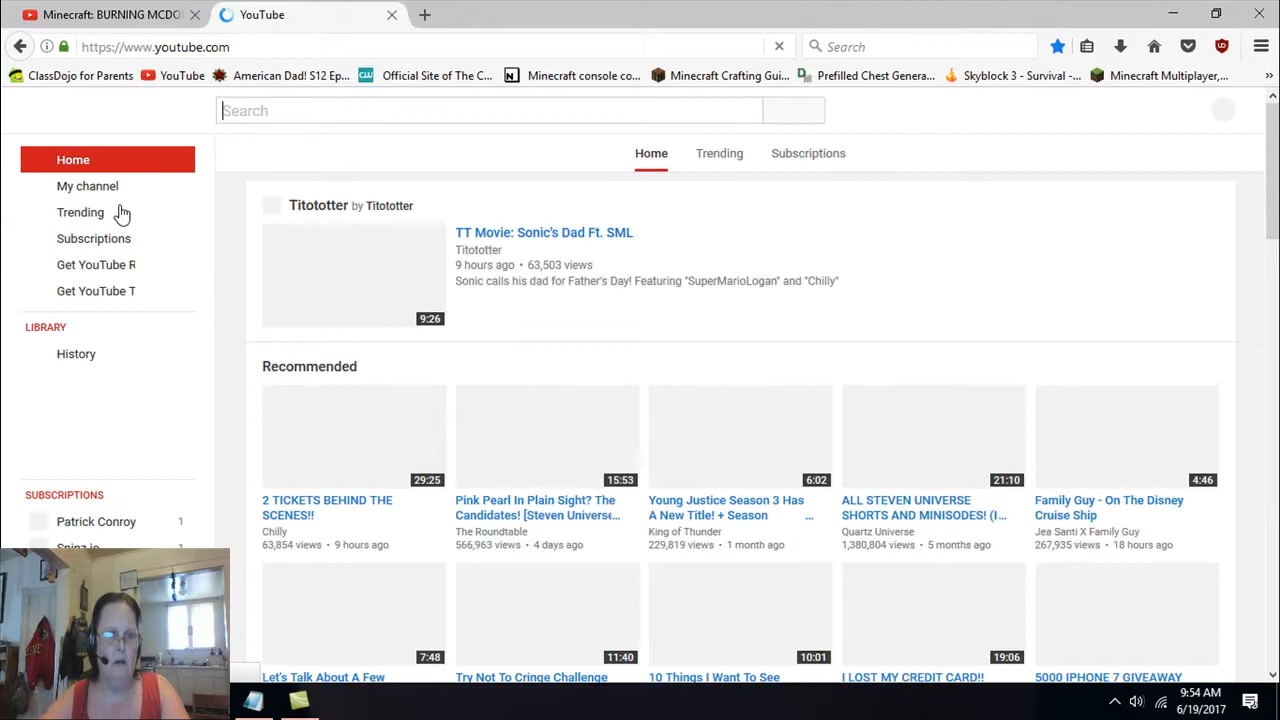 Minecraft: BURNING MCDO
YouTube
https://www.youtube.com
Search
ClassDojo for Parents
YouTube
American Dad! S12 Ep...
CW
Official Site of The C...
N
Minecraft console co...
Minecraft Crafting Gui...
Prefilled Chest Genera...
Skyblock 3 - Survival -...
Minecraft Multiplayer,...
Search
Home
Trending
Subscriptions
Home
My channel
Trending
Subscriptions
Get YouTube R
Get YouTube T
LIBRARY
History
SUBSCRIPTIONS
Patrick Conroy 1
Titototter by Titototter
TT Movie: Sonic's Dad Ft. SML
Titototter
9 hours ago • 63,503 views
Sonic calls his dad for Father's Day! Featuring "SuperMarioLogan" and "Chilly"
9:26
Recommended
29:25
2 TICKETS BEHIND THE
SCENES!!
Chilly
63,854 views • 9 hours ago
15:53
Pink Pearl In Plain Sight? The
Candidates! [Steven Universe...
The Roundtable
566,963 views • 4 days ago
6:02
Young Justice Season 3 Has
A New Title! + Season ...
King of Thunder
229,819 views • 1 month ago
21:10
ALL STEVEN UNIVERSE
SHORTS AND MINISODES! (I...
Quartz Universe
1,380,804 views • 5 months ago
4:46
Family Guy - On The Disney
Cruise Ship
Jea Santi X Family Guy
267,935 views • 18 hours ago
7:48
Let's Talk About A Few
11:40
Try Not To Cringe Challenge
10:01
10 Things I Want To See
19:06
I LOST MY CREDIT CARD!!
5000 IPHONE 7 GIVEAWAY
9:54 AM
6/19/2017